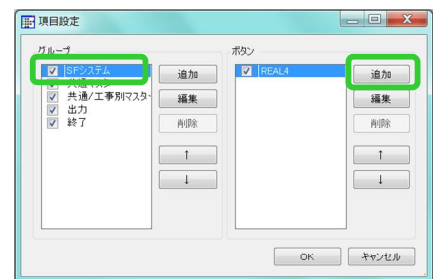 項目設定
グループ
SFシステム
共通/工事別マスタ-
出力
終了
追加
編集
削除
↑
↓
ボタン
REAL4
追加
編集
削除
↑
↓
OK
キャンセル